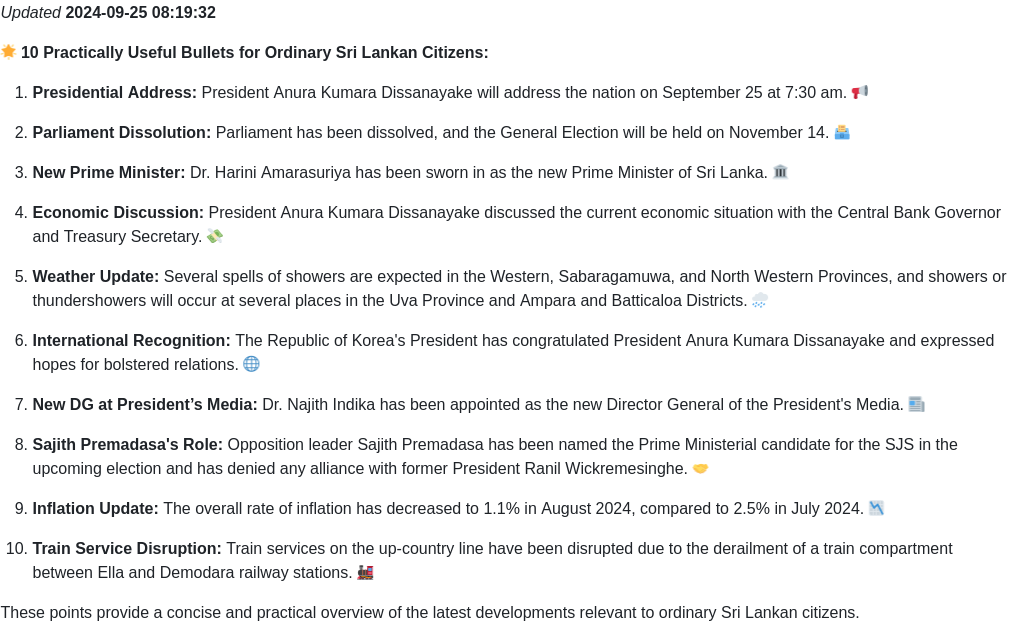 Updated 2024-09-25 08:19:32
🌟 10 Practically Useful Bullets for Ordinary Sri Lankan Citizens:
1. Presidential Address: President Anura Kumara Dissanayake will address the nation on September 25 at 7:30 am. 📢
2. Parliament Dissolution: Parliament has been dissolved, and the General Election will be held on November 14. 🗳️
3. New Prime Minister: Dr. Harini Amarasuriya has been sworn in as the new Prime Minister of Sri Lanka. 🏛️
4. Economic Discussion: President Anura Kumara Dissanayake discussed the current economic situation with the Central Bank Governor
and Treasury Secretary. 💸
5. Weather Update: Several spells of showers are expected in the Western, Sabaragamuwa, and North Western Provinces, and showers or
thundershowers will occur at several places in the Uva Province and Ampara and Batticaloa Districts. 🌧️
6. International Recognition: The Republic of Korea's President has congratulated President Anura Kumara Dissanayake and expressed
hopes for bolstered relations. 🌐
7. New DG at President’s Media: Dr. Najith Indika has been appointed as the new Director General of the President's Media. 📰
8. Sajith Premadasa's Role: Opposition leader Sajith Premadasa has been named the Prime Ministerial candidate for the SJS in the
upcoming election and has denied any alliance with former President Ranil Wickremesinghe. 🤝
9. Inflation Update: The overall rate of inflation has decreased to 1.1% in August 2024, compared to 2.5% in July 2024. 📉
10. Train Service Disruption: Train services on the up-country line have been disrupted due to the derailment of a train compartment
between Ella and Demodara railway stations. 🚂
These points provide a concise and practical overview of the latest developments relevant to ordinary Sri Lankan citizens.